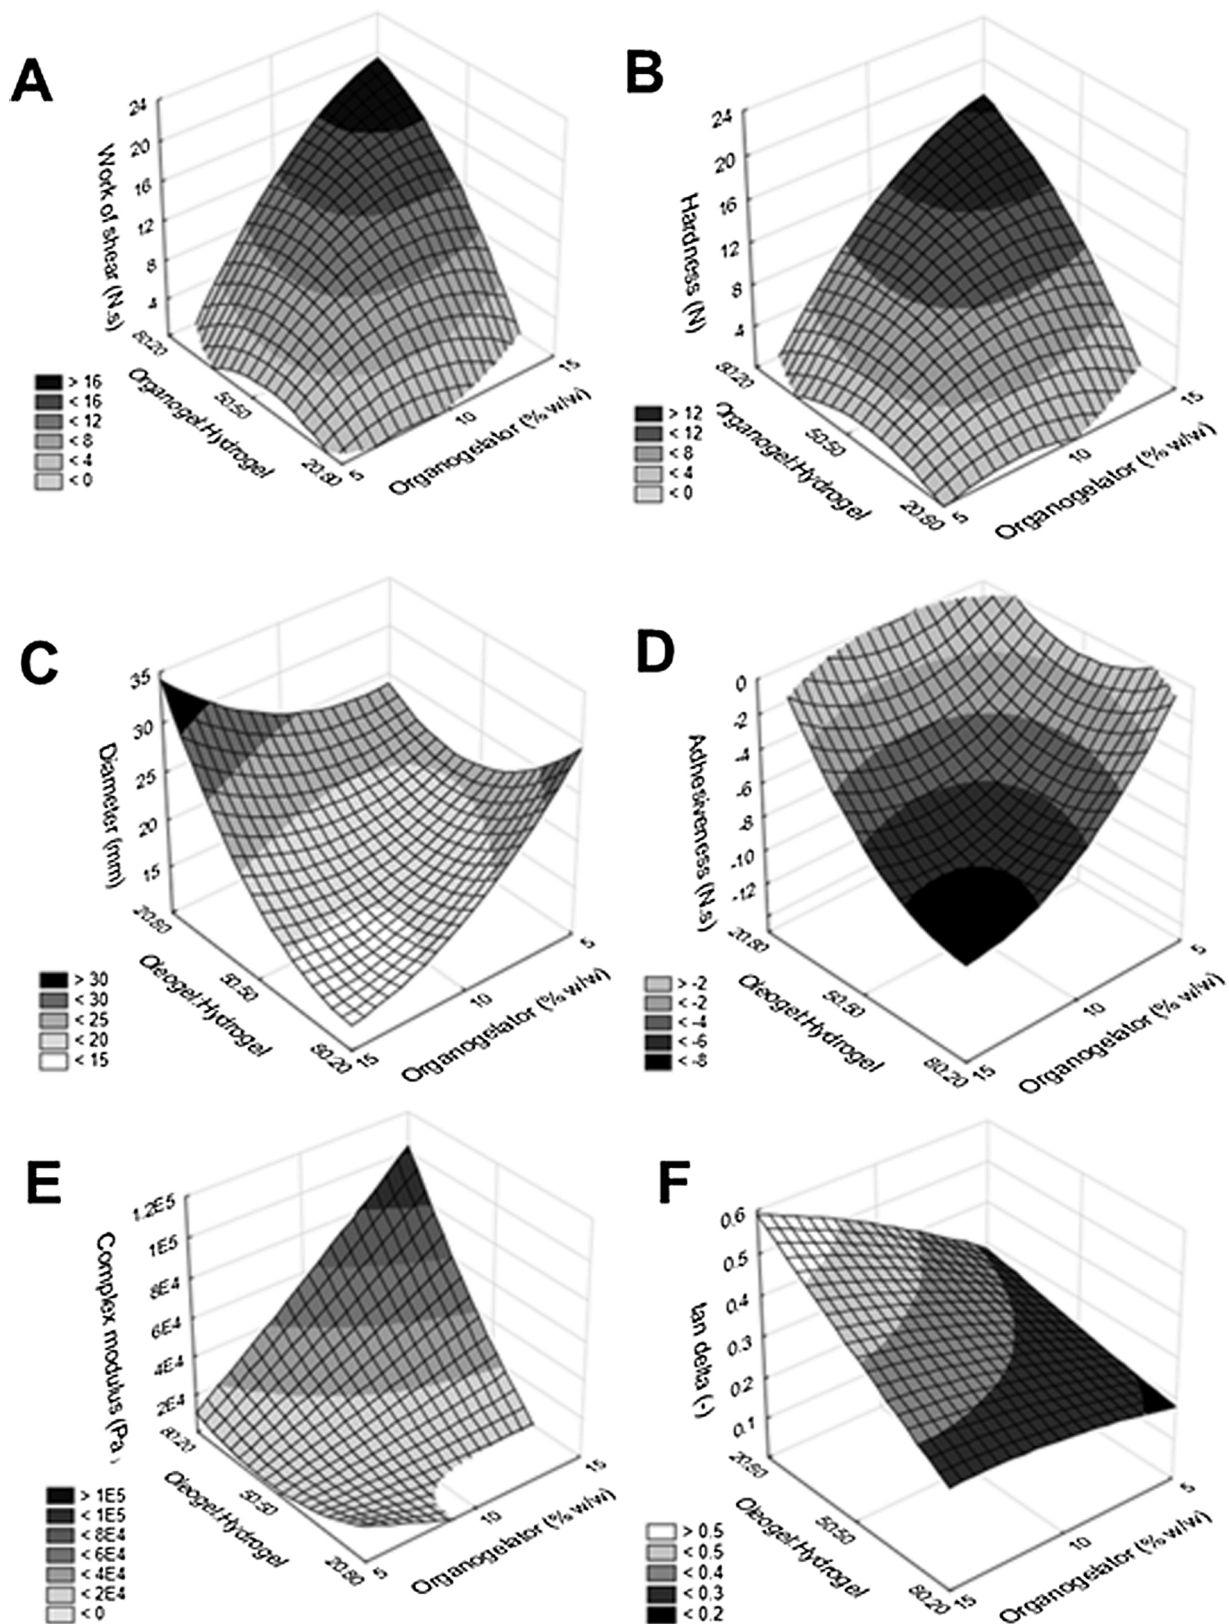 A
Work of shear (N.s)
24
20
16
12
8
4
80:20
50:50
20:80
Organogel:Hydrogel
5
10
15
Organogelator (% w/w)
> 16
< 16
< 12
< 8
< 4
< 0
B
Hardness (N)
24
20
16
12
8
4
80:20
50:50
20:80
Organogel:Hydrogel
5
10
15
Organogelator (% w/w)
> 12
< 12
< 8
< 4
< 0
C
Diameter (mm)
35
30
25
20
15
20:80
50:50
80:20
Oleogel:Hydrogel
15
10
5
Organogelator (% w/w)
> 30
< 30
< 25
< 20
< 15
D
Adhesiveness (N.s)
0
-2
-4
-6
-8
-10
-12
20:80
50:50
80:20
Oleogel:Hydrogel
15
10
5
Organogelator (% w/w)
> -2
< -2
< -4
< -6
< -8
E
Complex modulus (Pa)
1.2E5
1E5
8E4
6E4
4E4
2E4
80:20
50:50
20:80
Oleogel:Hydrogel
5
10
15
Organogelator (% w/w)
> 1E5
< 1E5
< 8E4
< 6E4
< 4E4
< 2E4
< 0
F
tan delta (-)
0.6
0.5
0.4
0.3
0.2
0.1
20:80
50:50
80:20
Oleogel:Hydrogel
15
10
5
Organogelator (% w/w)
> 0.5
< 0.5
< 0.4
< 0.3
< 0.2